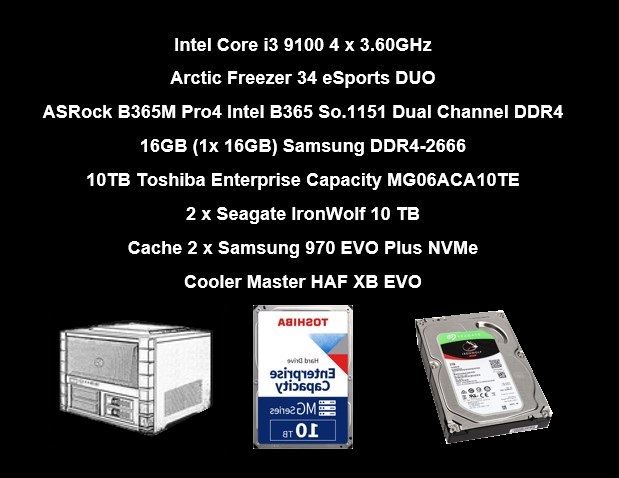 Intel Core i3 9100 4 x 3.60GHz
Arctic Freezer 34 eSports DUO
ASRock B365M Pro4 Intel B365 So.1151 Dual Channel DDR4
16GB (1x 16GB) Samsung DDR4-2666
10TB Toshiba Enterprise Capacity MG06ACA10TE
2 x Seagate IronWolf 10 TB
Cache 2 x Samsung 970 EVO Plus NVMe
Cooler Master HAF XB EVO
TOSHIBA
Hard Drive
Enterprise
Capacity
MG Series
10 TB